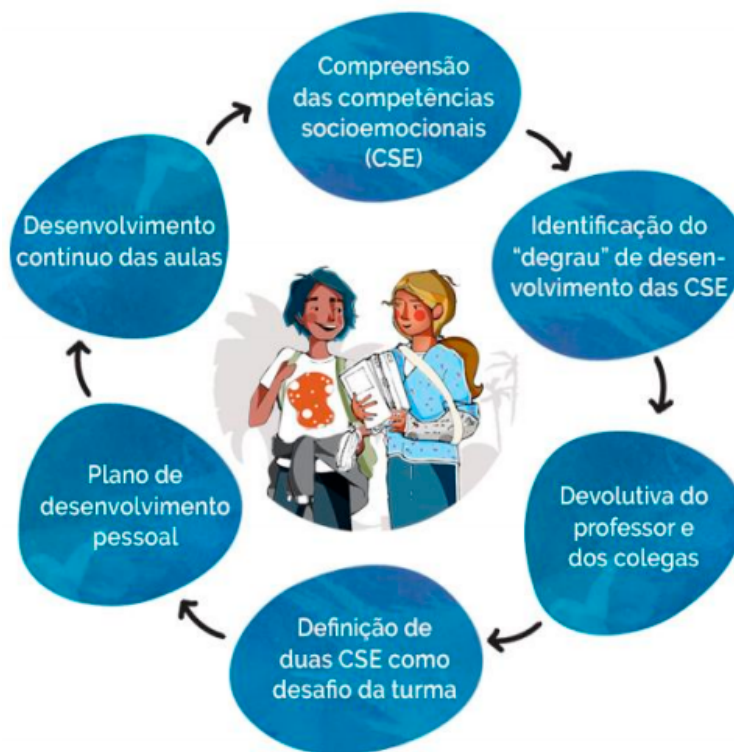 Compreensão
das competências
socioemocionais
(CSE)
Identificação do
“degrau” de desen-
volvimento das CSE
Devolutiva do
professor e
dos colegas
Definição de
duas CSE como
desafio da turma
Plano de
desenvolvimento
pessoal
Desenvolvimento
contínuo das aulas